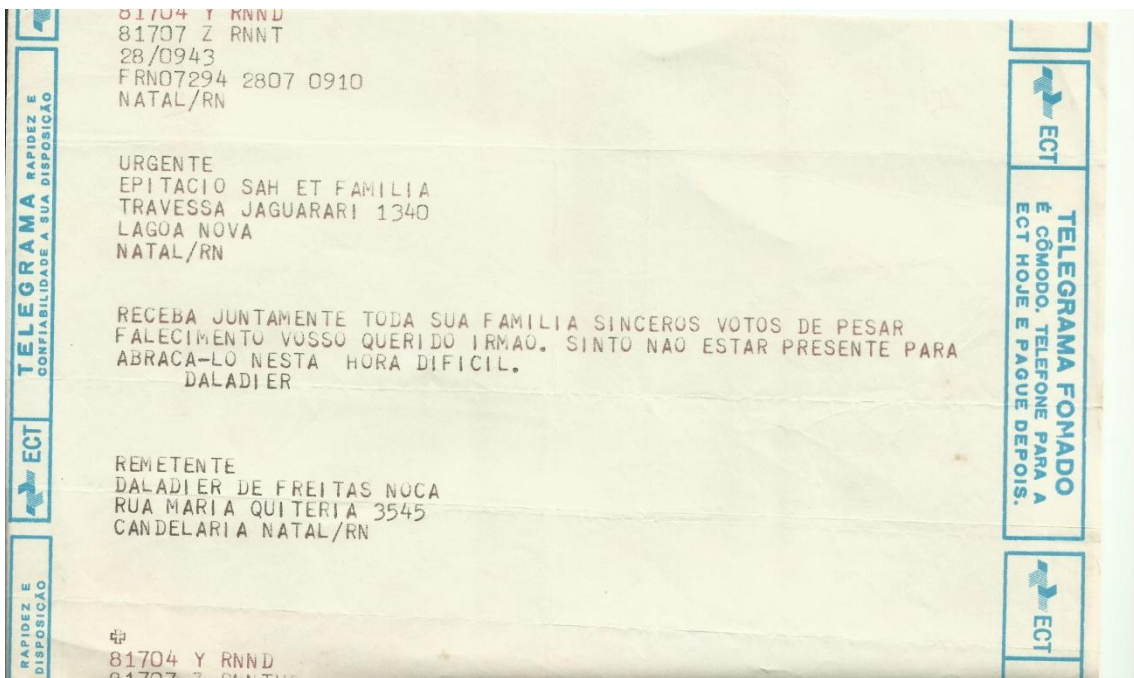 81704 Y RNND
81707 Z RNNT
28/0943
FRN07294 2807 0910
NATAL/RN
URGENTE
EPITACIO SAH ET FAMILIA
TRAVESSA JAGUARARI 1340
LAGOA NOVA
NATAL/RN
RECEBA JUNTAMENTE TODA SUA FAMILIA SINCEROS VOTOS DE PESAR
FALECIMENTO VOSSO QUERIDO IRMAO. SINTO NAO ESTAR PRESENTE PARA
ABRACA-LO NESTA HORA DIFICIL.
DALADIER
REMETENTE
DALADIER DE FREITAS NOCA
RUA MARIA QUITERIA 3545
CANDELARIA NATAL/RN
81704 Y RNND
81707 Z
TELEGRAMA RAPIDEZ E
CONFIABILIDADE A SUA DISPOSIÇÃO
ECT
RAPIDEZ E
DISPOSIÇÃO
ECT
TELEGRAMA FONADO
É CÔMODO. TELEFONE PARA A
ECT HOJE E PAGUE DEPOIS.
ECT